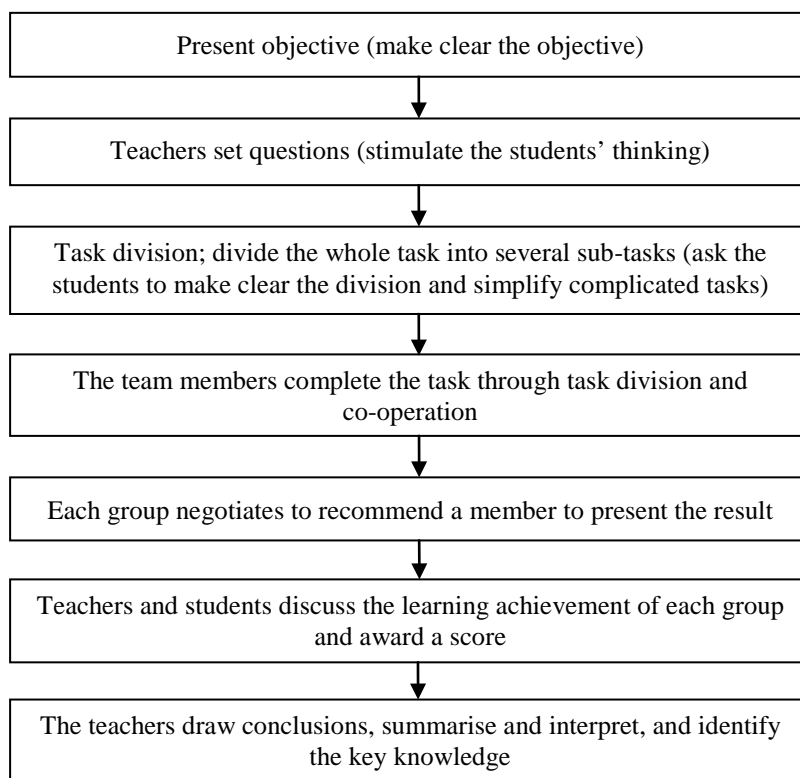 Present objective (make clear the objective)
Teachers set questions (stimulate the students’ thinking)
Task division; divide the whole task into several sub-tasks (ask the
students to make clear the division and simplify complicated tasks)
The team members complete the task through task division and
co-operation
Each group negotiates to recommend a member to present the result
Teachers and students discuss the learning achievement of each group
and award a score
The teachers draw conclusions, summarise and interpret, and identify
the key knowledge